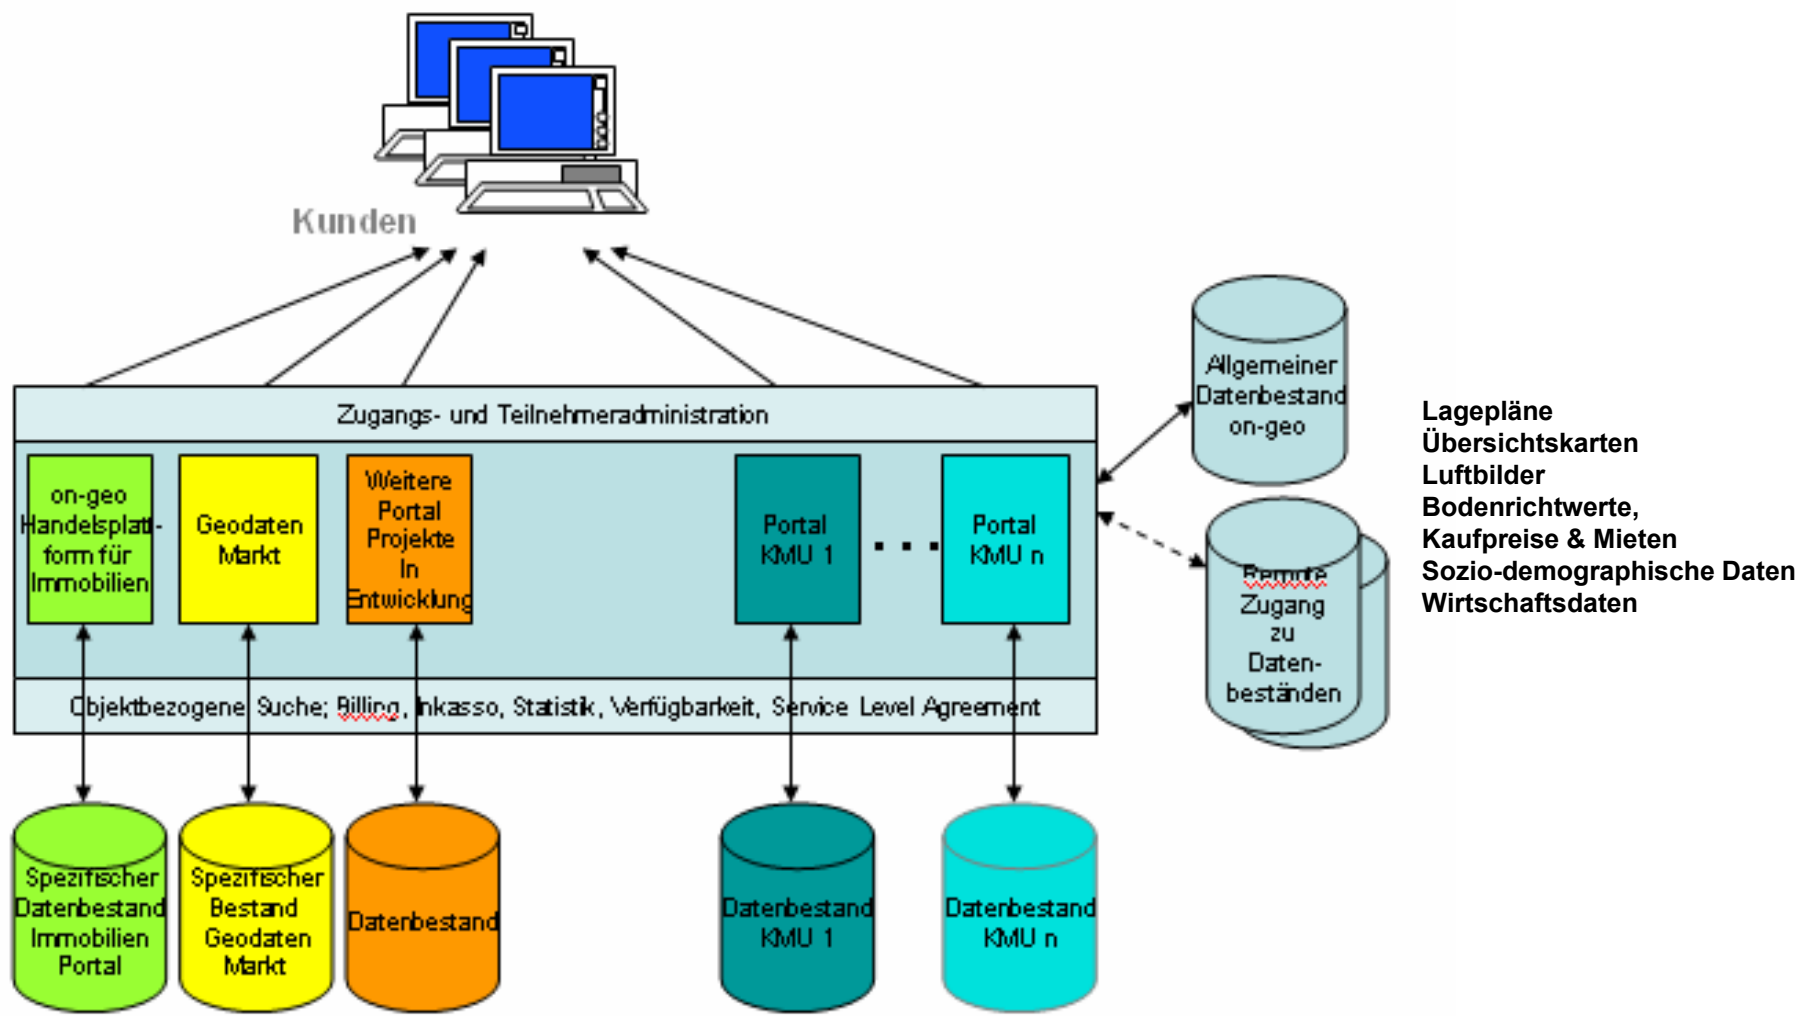 Kunden
Zugangs- und Teilnehmeradministration
on-geo
Handelsplatt-
form für
Immobilien
Geodaten
Markt
Weitere
Portal
Projekte
In
Entwicklung
Portal
KMU 1
. . .
Portal
KMU n
Objektbezogene Suche; Billing, Inkasso, Statistik, Verfügbarkeit, Service Level Agreement
Spezifischer
Datenbestand
Immobilien
Portal
Spezifischer
Bestand
Geodaten
Markt
Datenbestand
Datenbestand
KMU 1
Datenbestand
KMU n
Allgemeiner
Datenbestand
on-geo
Remote
Zugang
zu
Daten-
beständen
Lagepläne
Übersichtskarten
Luftbilder
Bodenrichtwerte,
Kaufpreise & Mieten
Sozio-demographische Daten
Wirtschaftsdaten